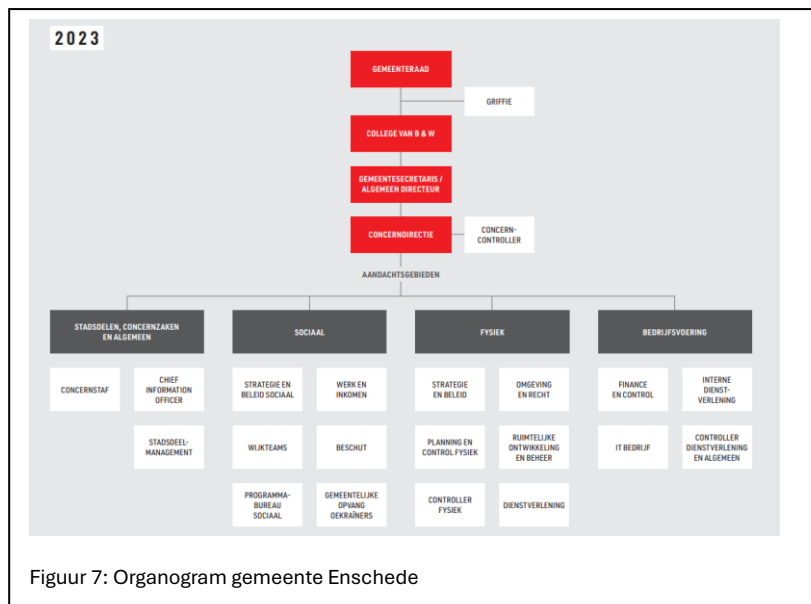 2023
GEMEENTERAAD
GRIFFIE
COLLEGE VAN B & W
GEMEENTESECRETARIS /
ALGEMEEN DIRECTEUR
CONCERNDIRECTIE
CONCERN-
CONTROLLER
AANDACHTSGEBIEDEN
STADSDELEN, CONCERNZAKEN
EN ALGEMEEN
SOCIAAL
FYSIEK
BEDRIJFSVOERING
CONCERNSTAF
CHIEF
INFORMATION
OFFICER
STADSDEEL-
MANAGEMENT
STRATEGIE EN
BELEID SOCIAAL
WERK EN
INKOMEN
WIJKTEAMS
BESCHUT
PROGRAMMA-
BUREAU
SOCIAAL
GEMEENTELIJKE
OPVANG
OEKRAÏNERS
STRATEGIE
EN BELEID
OMGEVING
EN RECHT
PLANNING EN
CONTROL FYSIEK
RUIMTELIJKE
ONTWIKKELING
EN BEHEER
CONTROLLER
FYSIEK
DIENSTVERLENING
FINANCE
EN CONTROL
INTERNE
DIENST-
VERLENING
IT BEDRIJF
CONTROLLER
DIENSTVERLENING
EN ALGEMEEN
Figuur 7: Organogram gemeente Enschede